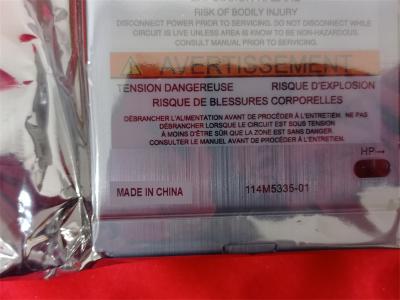 RISK OF BODILY INJURY
DISCONNECT POWER PRIOR TO SERVICING. DO NOT DISCONNECT WHILE
CIRCUIT IS LIVE UNLESS AREA IS KNOW TO BE NON-HAZARDOUS.
CONSULT MANUAL PRIOR TO SERVICING.
AVERTISSEMENT
TENSION DANGEREUSE RISQUE D'EXPLOSION
RISQUE DE BLESSURES CORPORELLES
DÉBRANCHER L'ALIMENTATION AVANT DE PROCÉDER À L'ENTRETIEN. NE PAS
DÉBRANCHER LORSQUE LE CIRCUIT EST SOUS TENSION
À MOINS D'ÊTRE SÛR QUE LA ZONE EST SANS DANGER.
CONSULTER LE MANUEL AVANT DE PROCÉDER À L'ENTRETIEN.
HP→
MADE IN CHINA 114M5335-01